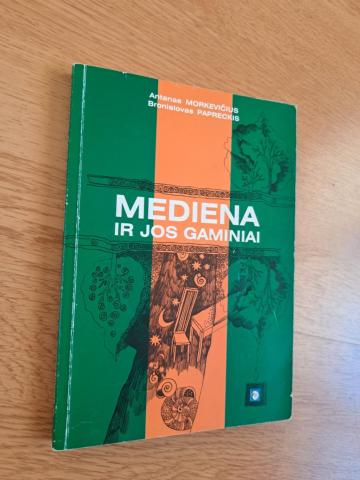 Antanas MORKEVIČIUS
Bronislovas PAPRECKIS
MEDIENA
IR JOS GAMINIAI